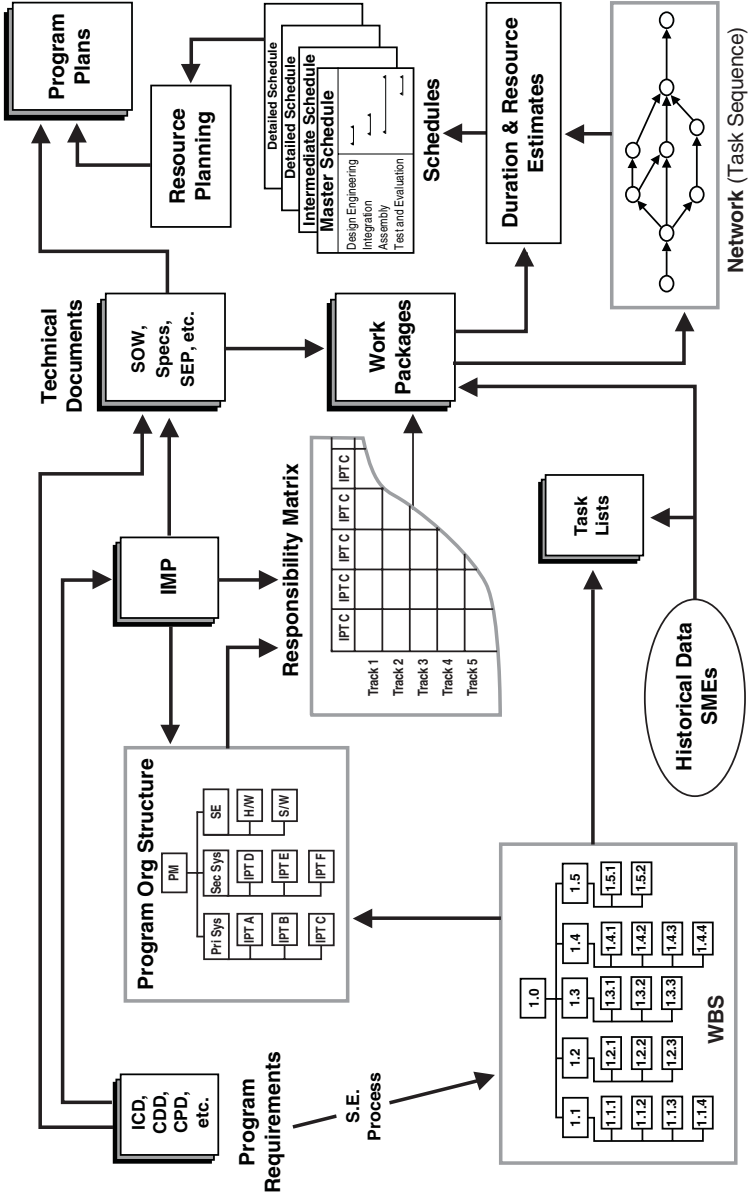 ICD,
CDD,
CPD,
etc.
Program
Requirements
S.E.
Process
Program Org Structure
PM
Pri Sys
Sec Sys
SE
IPT A
IPT D
H/W
IPT B
IPT E
S/W
IPT C
IPT F
1.0
1.1
1.2
1.3
1.4
1.5
1.1.1
1.2.1
1.3.1
1.4.1
1.5.1
1.1.2
1.2.2
1.3.2
1.4.2
1.5.2
1.1.3
1.2.3
1.3.3
1.4.3
1.1.4
1.4.4
WBS
IMP
Responsibility Matrix
IPT C
IPT C
IPT C
IPT C
IPT C
Track 1
Track 2
Track 3
Track 4
Track 5
Task
Lists
Historical Data
SMEs
Technical
Documents
SOW,
Specs,
SEP, etc.
Work
Packages
Program
Plans
Resource
Planning
Detailed Schedule
Detailed Schedule
Intermediate Schedule
Master Schedule
Design Engineering
Integration
Assembly
Test and Evaluation
Schedules
Duration & Resource
Estimates
Network (Task Sequence)